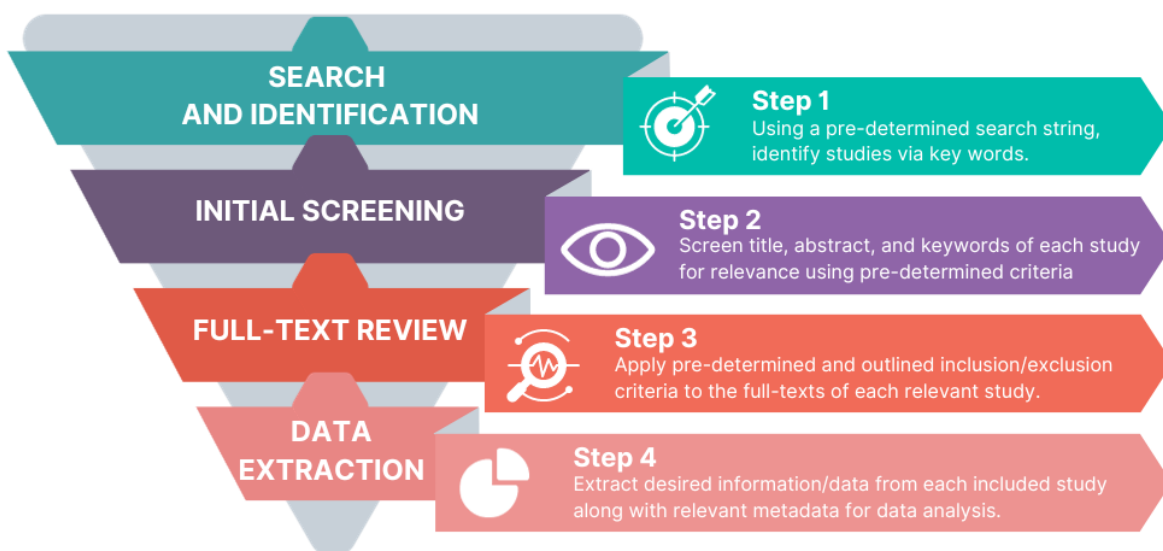 SEARCH
AND IDENTIFICATION
Step 1
Using a pre-determined search string,
identify studies via key words.
INITIAL SCREENING
Step 2
Screen title, abstract, and keywords of each study
for relevance using pre-determined criteria
FULL-TEXT REVIEW
Step 3
Apply pre-determined and outlined inclusion/exclusion
criteria to the full-texts of each relevant study.
DATA
EXTRACTION
Step 4
Extract desired information/data from each included study
along with relevant metadata for data analysis.